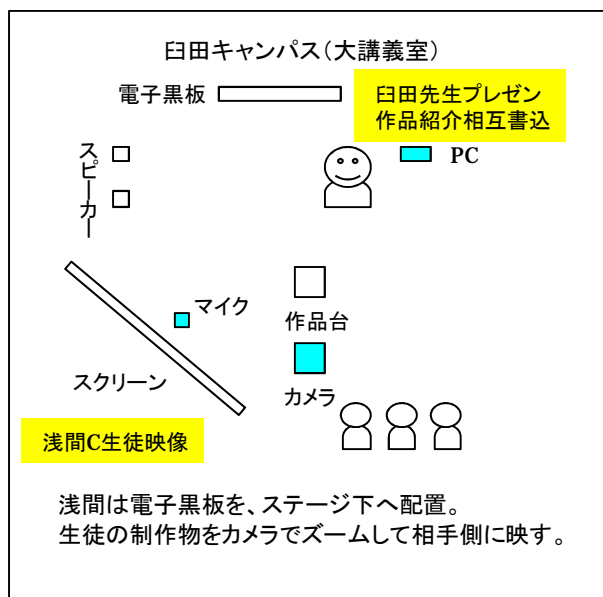 臼田キャンパス(大講義室)
電子黒板
臼田先生プレゼン
作品紹介相互書込
スピーカー
PC
マイク
作品台
スクリーン
カメラ
浅間C生徒映像
浅間は電子黒板を、ステージ下へ配置。
生徒の制作物をカメラでズームして相手側に映す。